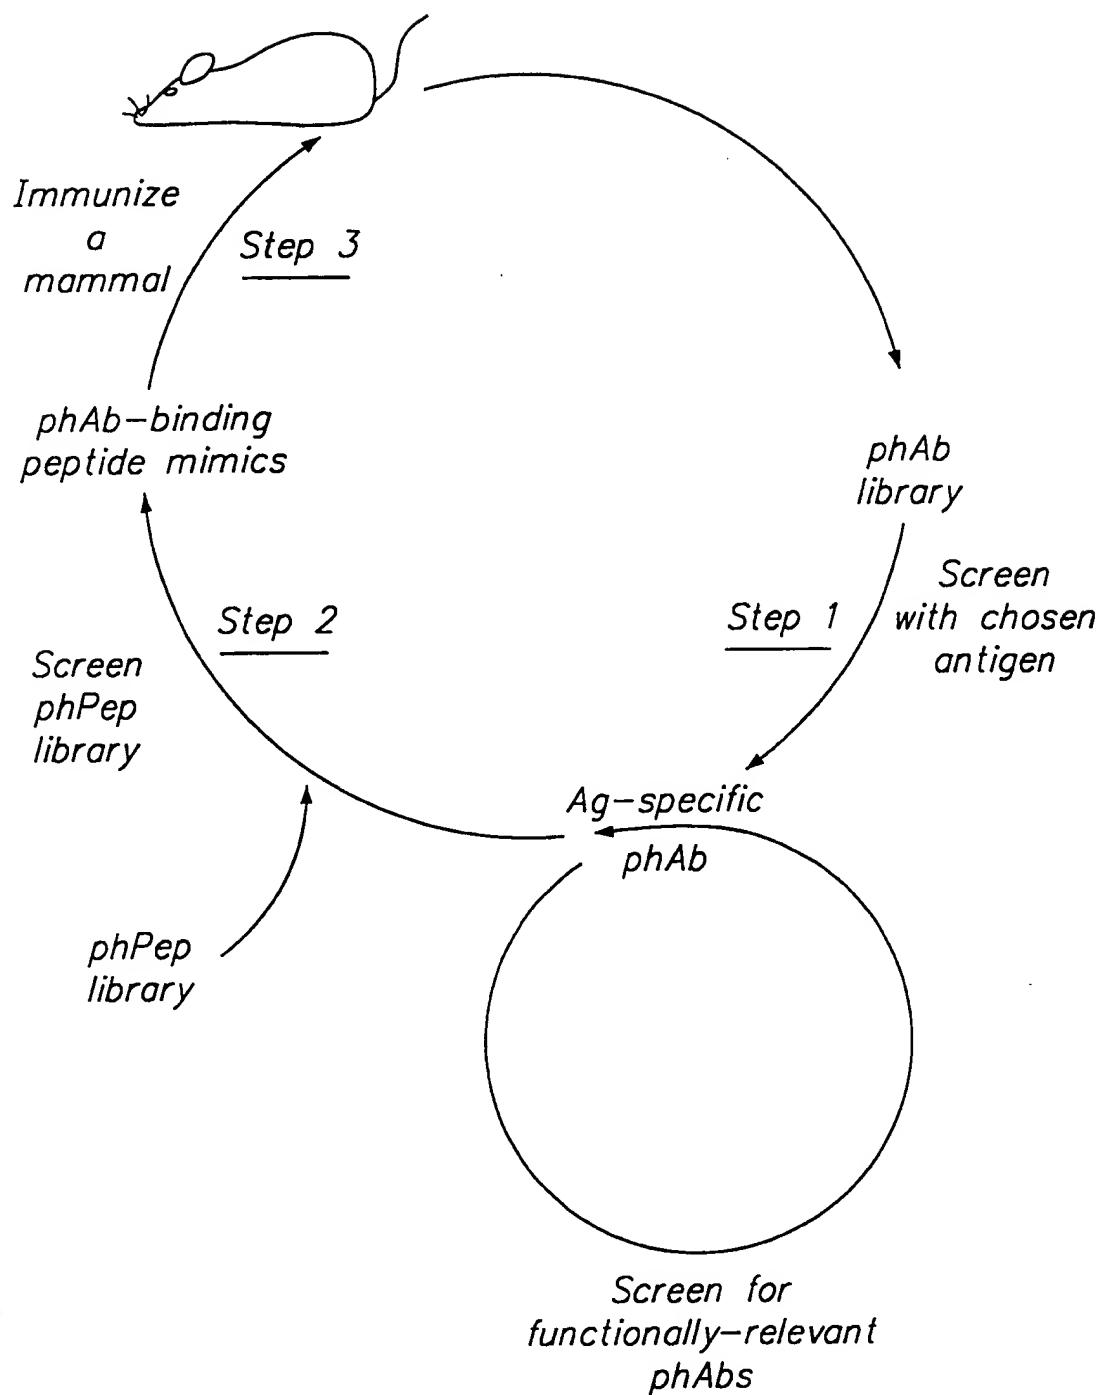 Immunize
a
mammal
Step 3
phAb-binding
peptide mimics
phAb
library
Screen
with chosen
antigen
Step 1
Step 2
Screen
phPep
library
Ag-specific
phAb
phPep
library
Screen for
functionally-relevant
phAbs